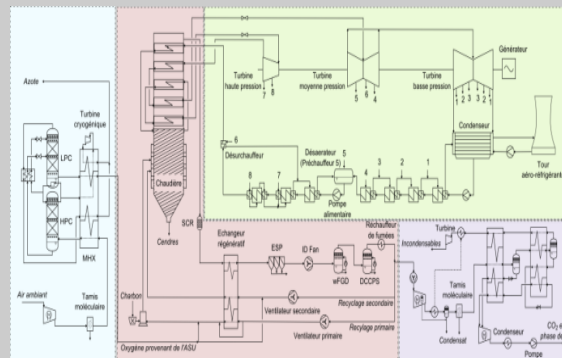 Azote
Turbine
cryogénique
LPC
HPC
MHX
Air ambiant
Tamis
moléculaire
Chaudière
Cendres
SCR
Charbon
Oxygène provenant de l'ASU
Echangeur
régénératif
ESP
ID Fan
wFGD
DCCPS
Réchauffeur
de fumées
Recyclage secondaire
Ventilateur secondaire
Recyclage primaire
Ventilateur primaire
Turbine
haute pression
7
8
Turbine
moyenne pression
5
6
4
Turbine
basse pression
1
2
3
3
2
1
Générateur
Condenseur
Tour
aéro-réfrigérante
6
Désurchauffeur
Désaerateur
(Préchauffeur 5)
5
8
7
4
3
2
1
Pompe
alimentaire
Turbine
Incondensables
Tamis
moléculaire
Condensat
Condenseur
Pompe
CO2 e
phase de